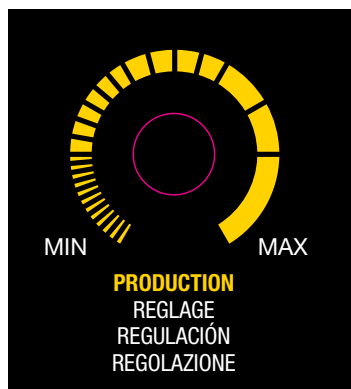 MIN MAX
PRODUCTION
REGLAGE
REGULACIÓN
REGOLAZIONE